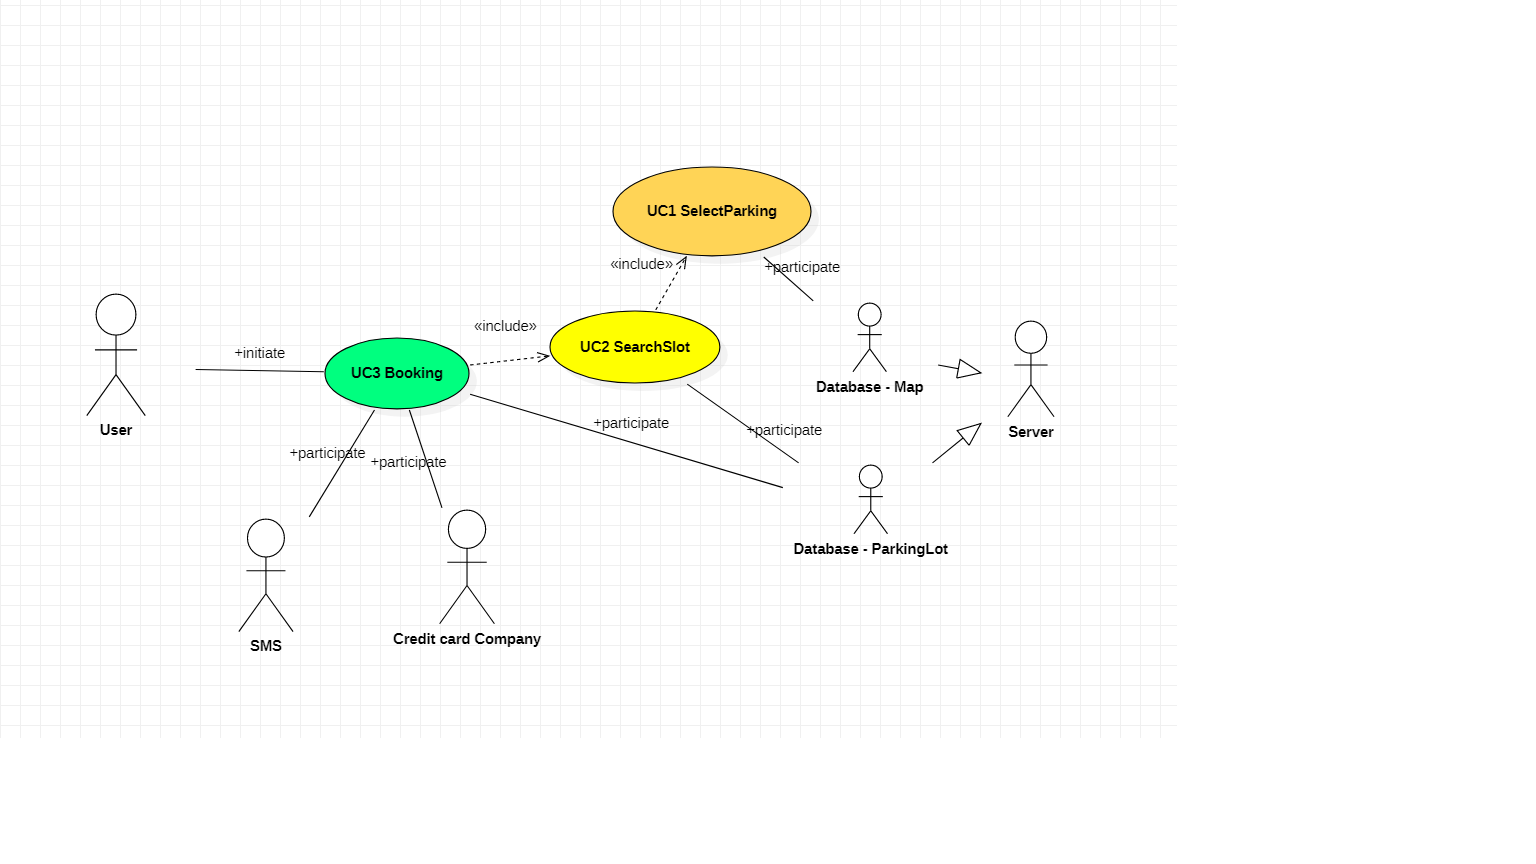 UC1 SelectParking
«include»
+participate
«include»
UC2 SearchSlot
+initiate
UC3 Booking
Database - Map
User
+participate
+participate
Server
+participate
+participate
Database - ParkingLot
Credit card Company
SMS